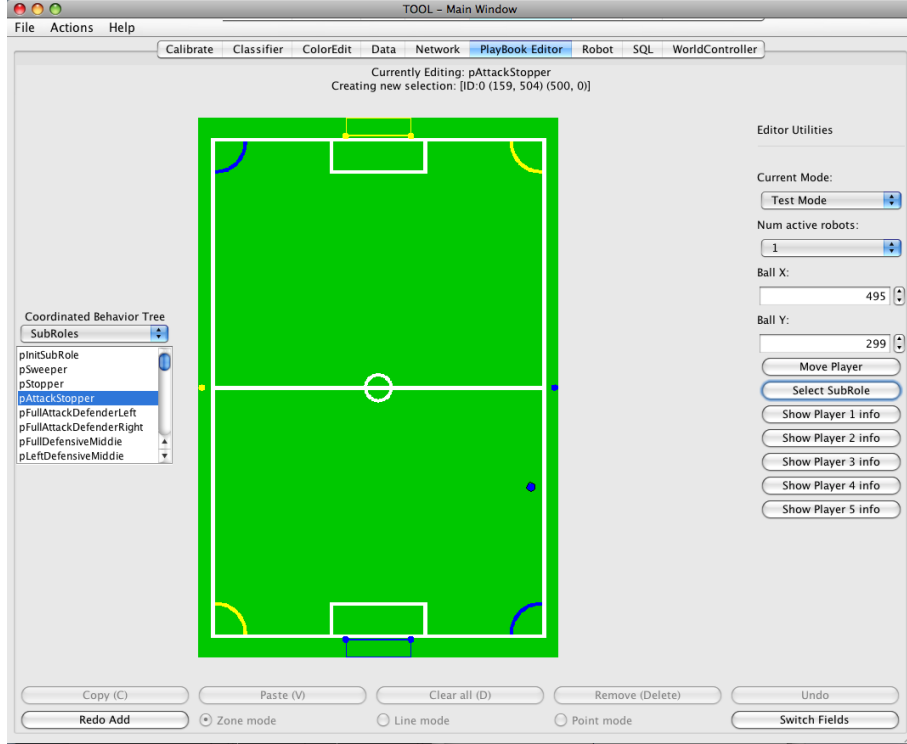 TOOL - Main Window
File Actions Help
Calibrate Classifier ColorEdit Data Network PlayBook Editor Robot SQL WorldController
Currently Editing: pAttackStopper
Creating new selection: [ID:0 (159, 504) (500, 0)]
Editor Utilities
Current Mode:
Test Mode
Num active robots:
1
Ball X:
495
Ball Y:
299
Move Player
Select SubRole
Show Player 1 info
Show Player 2 info
Show Player 3 info
Show Player 4 info
Show Player 5 info
Coordinated Behavior Tree
SubRoles
pInitSubRole
pSweeper
pStopper
pAttackStopper
pFullAttackDefenderLeft
pFullAttackDefenderRight
pFullDefensiveMiddie
pLeftDefensiveMiddie
Copy (C) Paste (V) Clear all (D) Remove (Delete) Undo
Redo Add Zone mode Line mode Point mode Switch Fields